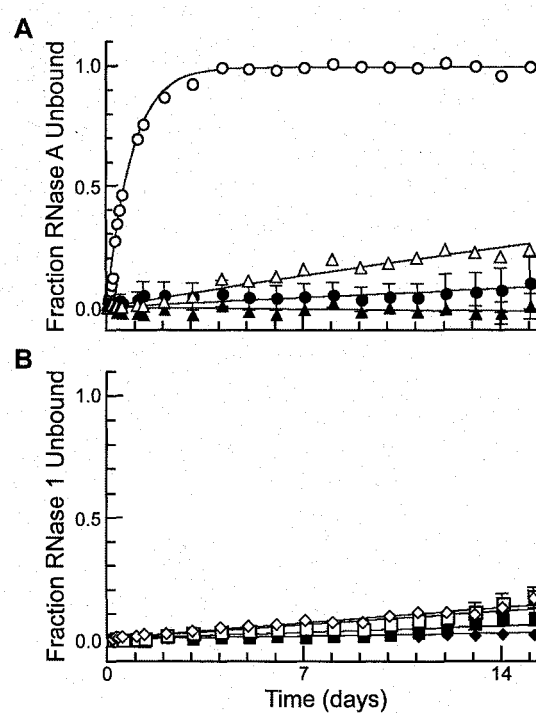 A
Fraction RNase A Unbound
1.0
0.5
0.0
B
Fraction RNase 1 Unbound
1.0
0.5
0.0
0
7
14
Time (days)